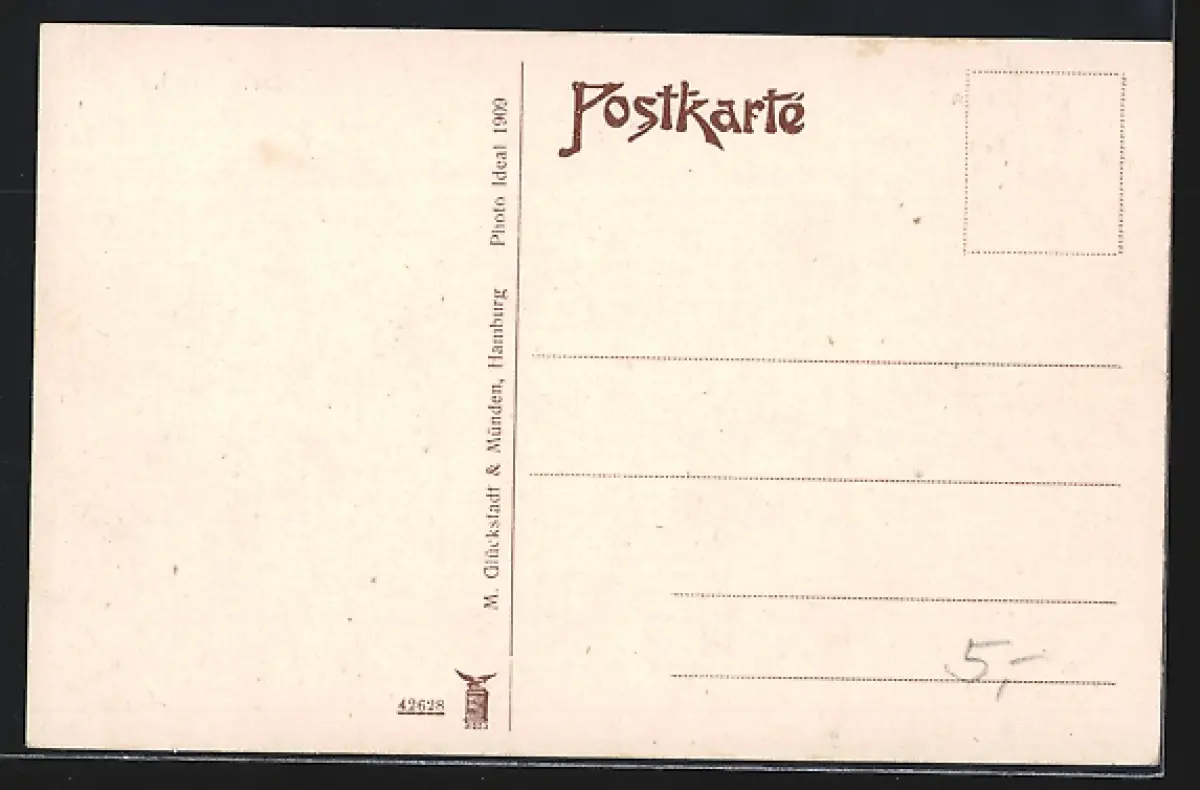 Postkarte
M. Glückstadt & Münden, Hamburg Photo Ideal 1909
42628
5,-